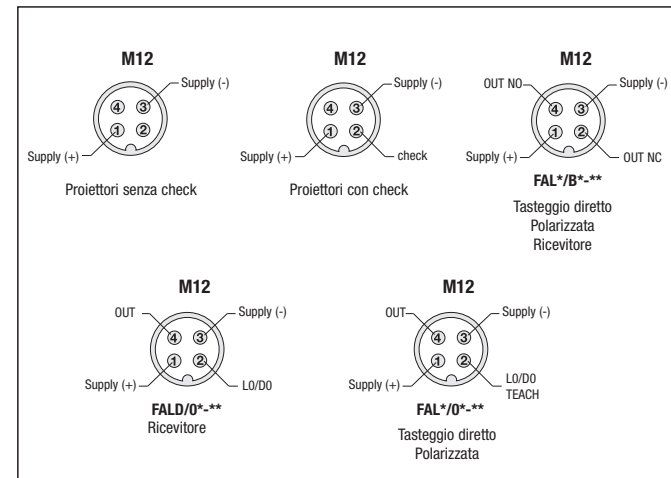 M12
Supply (-)
4 3
1 2
Supply (+)
Proiettori senza check
M12
Supply (-)
4 3
1 2
Supply (+)
check
Proiettori con check
M12
OUT NO
Supply (-)
4 3
1 2
Supply (+)
OUT NC
FAL*/B*-**
Tasteggio diretto
Polarizzata
Ricevitore
M12
OUT
Supply (-)
4 3
1 2
Supply (+)
LO/DO
FALD/0*-**
Ricevitore
M12
OUT
Supply (-)
4 3
1 2
Supply (+)
LO/DO
TEACH
FAL*/0*-**
Tasteggio diretto
Polarizzata